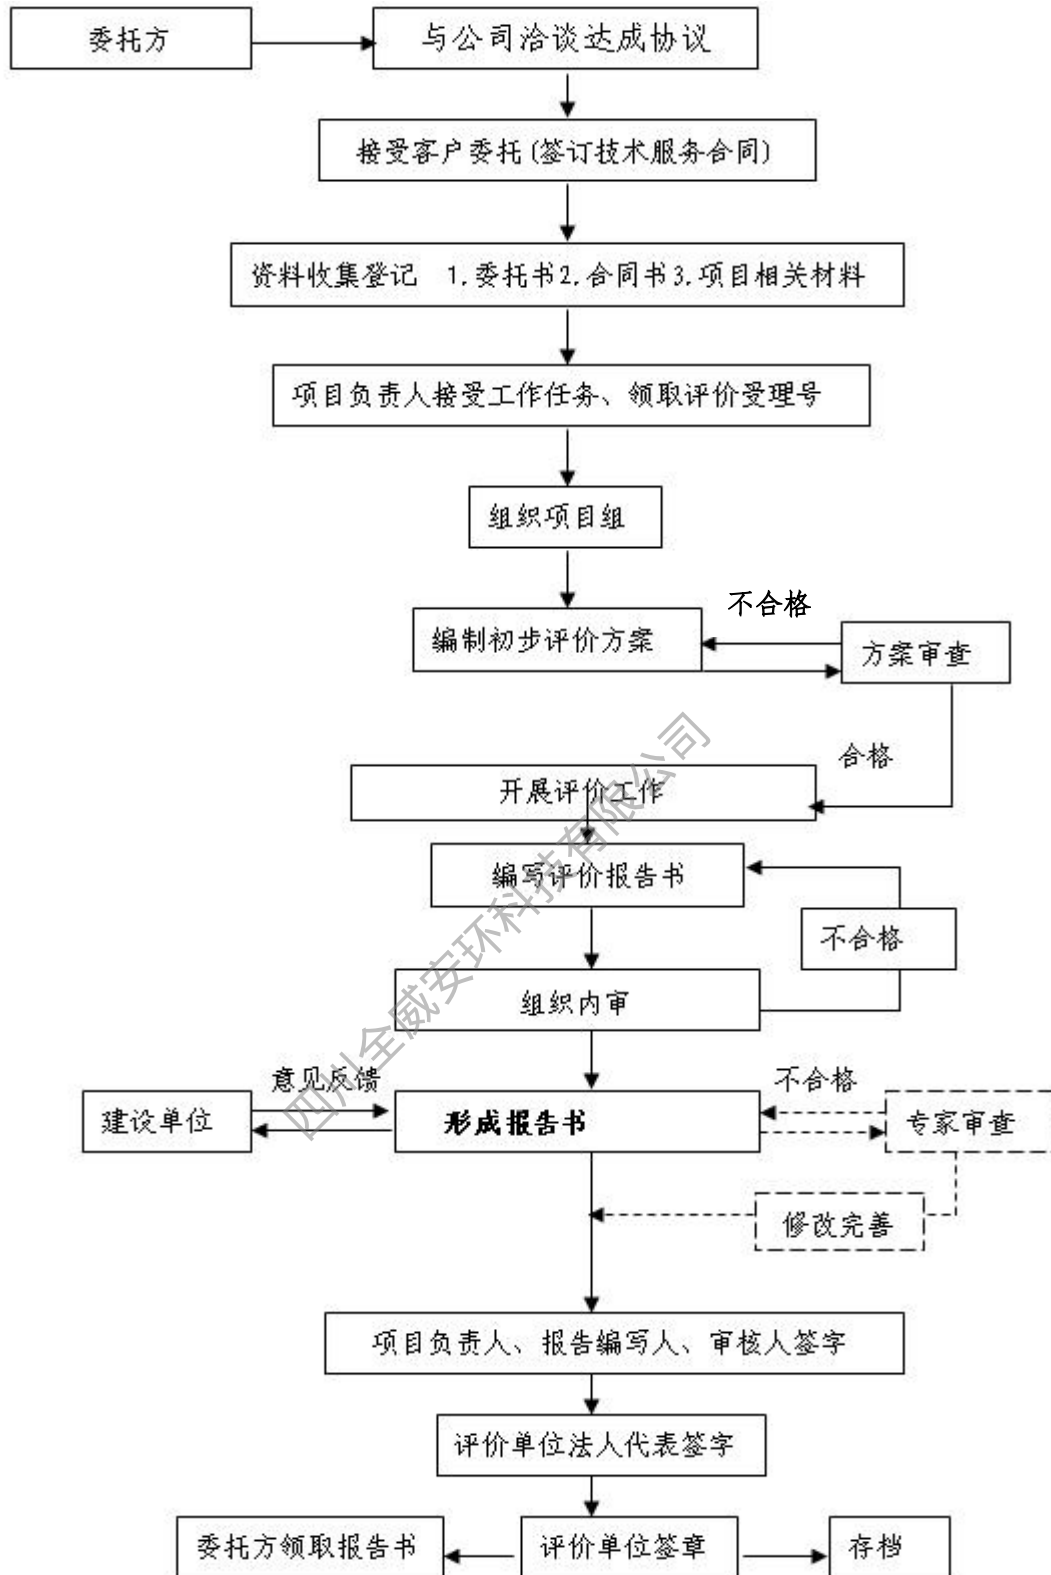 委托方
与公司洽谈达成协议
接受客户委托(签订技术服务合同)
资料收集登记 1.委托书2.合同书3.项目相关材料
项目负责人接受工作任务、领取评价受理号
组织项目组
不合格
编制初步评价方案
方案审查
合格
开展评价工作
编写评价报告书
不合格
组织内审
意见反馈
不合格
建设单位
形成报告书
专家审查
修改完善
项目负责人、报告编写人、审核人签字
评价单位法人代表签字
委托方领取报告书
评价单位签章
存档
四川全威安环科技有限公司